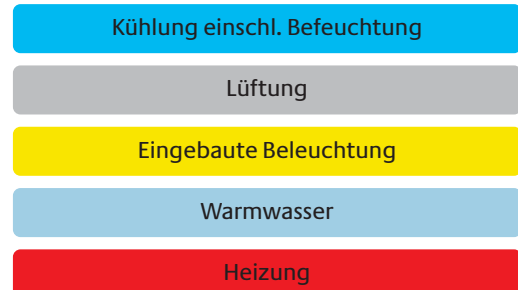 Kühlung einschl. Befeuchtung
Lüftung
Eingebaute Beleuchtung
Warmwasser
Heizung